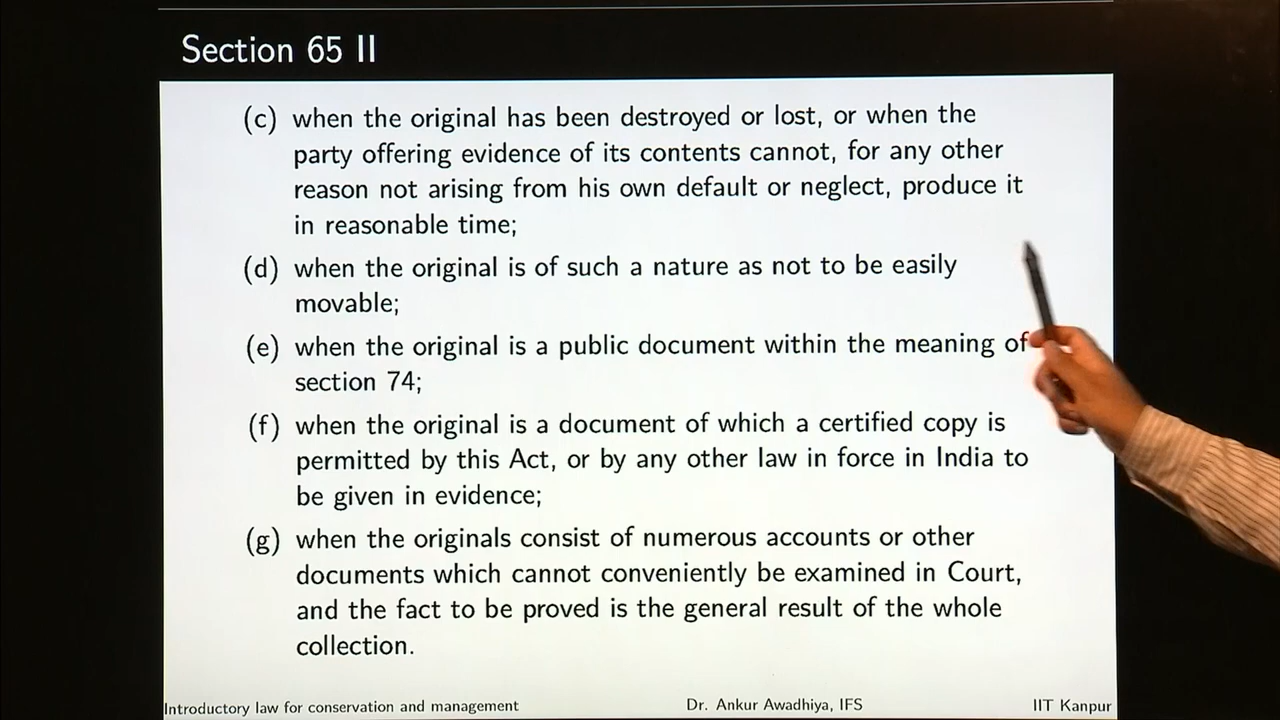 Section 65 II
(c) when the original has been destroyed or lost, or when the
party offering evidence of its contents cannot, for any other
reason not arising from his own default or neglect, produce it
in reasonable time;
(d) when the original is of such a nature as not to be easily
movable;
(e) when the original is a public document within the meaning of
section 74;
(f) when the original is a document of which a certified copy is
permitted by this Act, or by any other law in force in India to
be given in evidence;
(g) when the originals consist of numerous accounts or other
documents which cannot conveniently be examined in Court,
and the fact to be proved is the general result of the whole
collection.
Introductory law for conservation and management Dr. Ankur Awadhiya, IFS IIT Kanpur